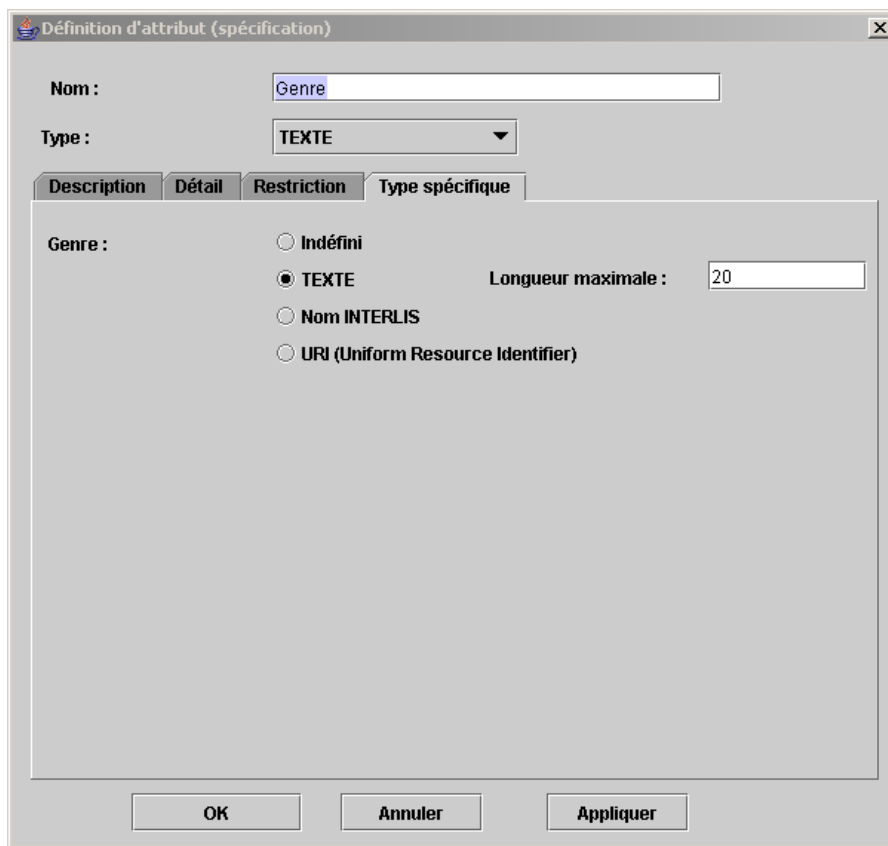 Définition d'attribut (spécification)
Nom :
Genre
Type :
TEXTE
Description Détail Restriction Type spécifique
Genre :
Indéfini
TEXTE Longueur maximale : 20
Nom INTERLIS
URI (Uniform Resource Identifier)
OK Annuler Appliquer